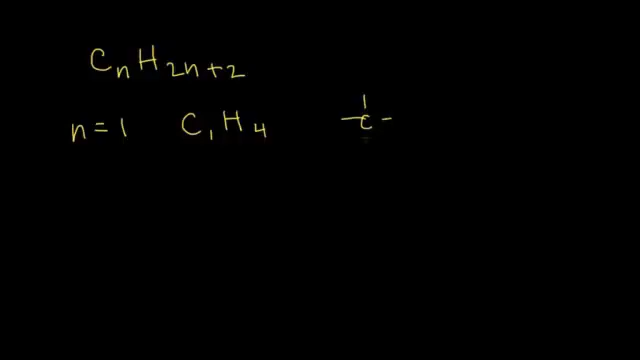 CₙH₂ₙ₊₂
n = 1 C₁H₄ C